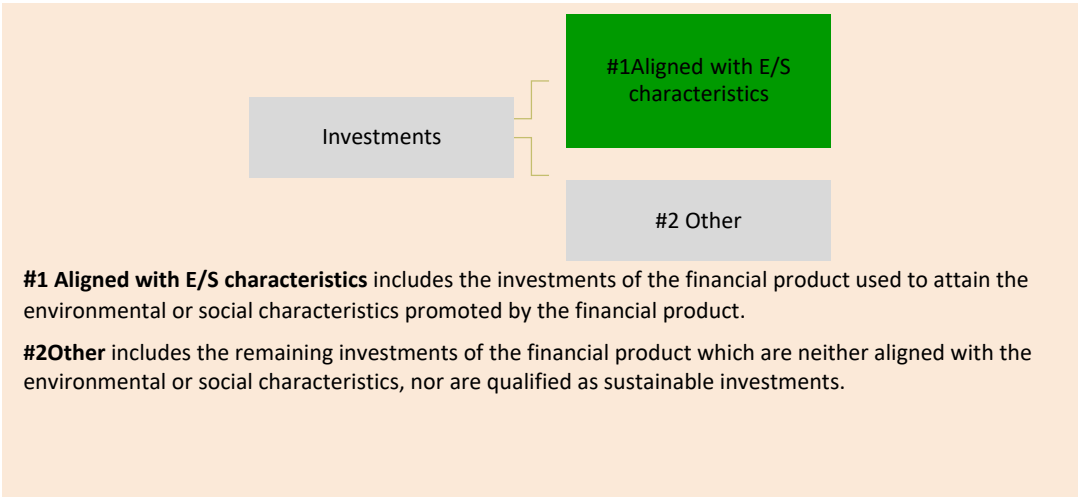 #1Aligned with E/S
characteristics
Investments
#2 Other
#1 Aligned with E/S characteristics includes the investments of the financial product used to attain the
environmental or social characteristics promoted by the financial product.
#2Other includes the remaining investments of the financial product which are neither aligned with the
environmental or social characteristics, nor are qualified as sustainable investments.